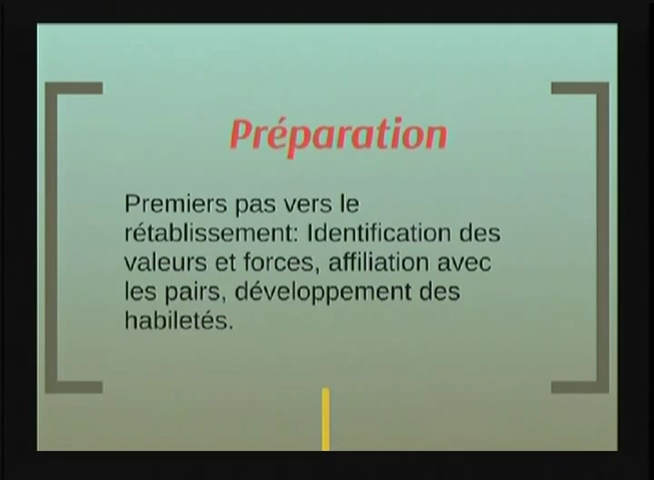 Préparation
Premiers pas vers le
rétablissement: Identification des
valeurs et forces, affiliation avec
les pairs, développement des
habiletés.